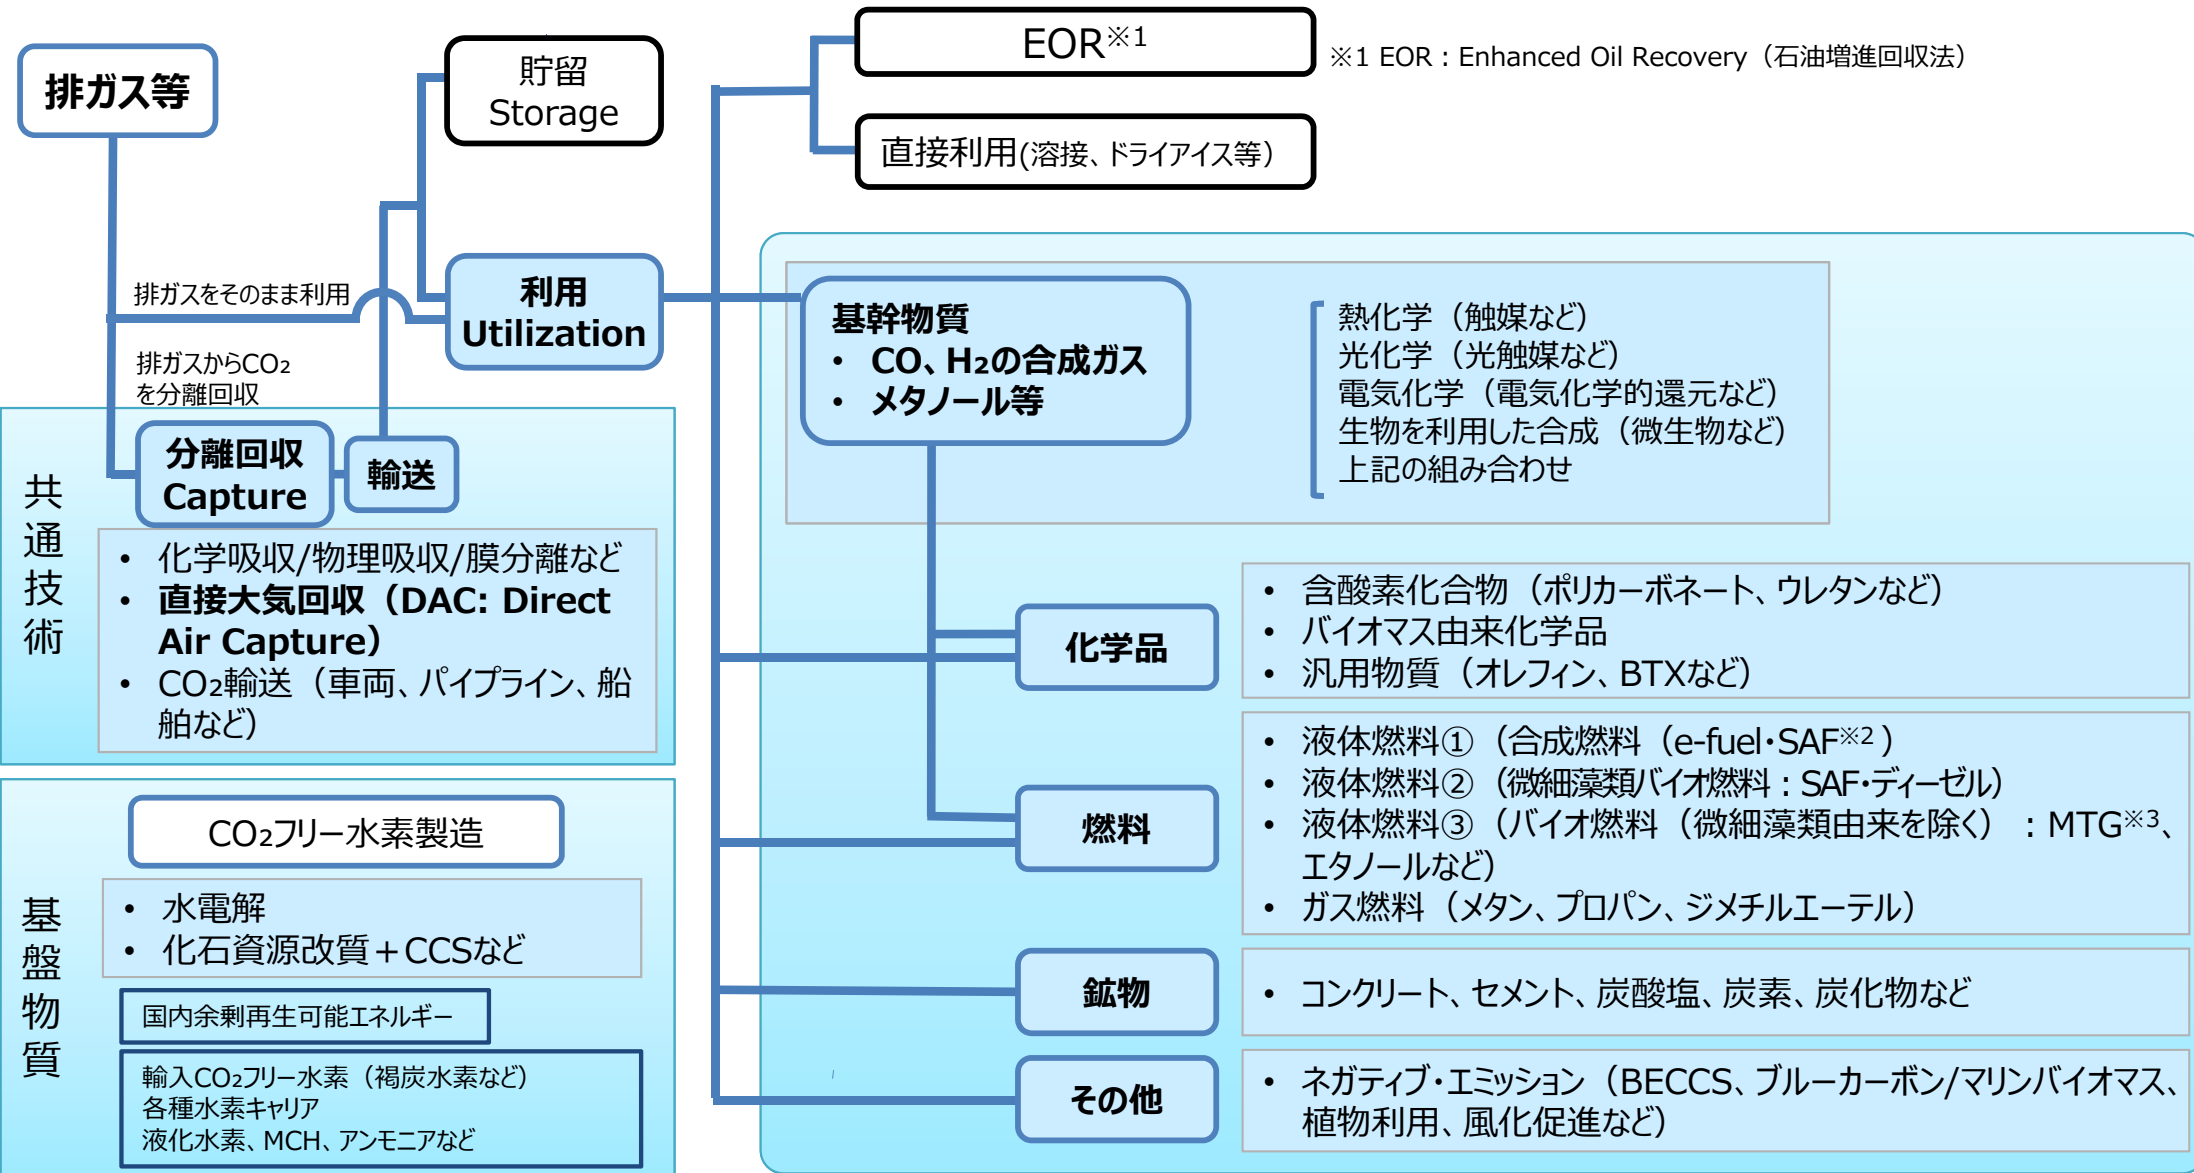 排ガス等
貯留
Storage
EOR※1
※1 EOR：Enhanced Oil Recovery（石油増進回収法）
直接利用(溶接、ドライアイス等）
排ガスをそのまま利用
利用
Utilization
排ガスからCO₂
を分離回収
共通技術
分離回収
Capture
輸送
• 化学吸収/物理吸収/膜分離など
• 直接大気回収（DAC: Direct
Air Capture）
• CO₂輸送（車両、パイプライン、船
舶など）
基盤物質
CO₂フリー水素製造
• 水電解
• 化石資源改質＋CCSなど
国内余剰再生可能エネルギー
輸入CO₂フリー水素（褐炭水素など）
各種水素キャリア
液化水素、MCH、アンモニアなど
基幹物質
• CO、H₂の合成ガス
• メタノール等
熱化学（触媒など）
光化学（光触媒など）
電気化学（電気化学的還元など）
生物を利用した合成（微生物など）
上記の組み合わせ
化学品
• 含酸素化合物（ポリカーボネート、ウレタンなど）
• バイオマス由来化学品
• 汎用物質（オレフィン、BTXなど）
燃料
• 液体燃料①（合成燃料（e-fuel・SAF※2 ）
• 液体燃料②（微細藻類バイオ燃料：SAF・ディーゼル）
• 液体燃料③（バイオ燃料（微細藻類由来を除く）：MTG※3、
エタノールなど）
• ガス燃料（メタン、プロパン、ジメチルエーテル）
鉱物
• コンクリート、セメント、炭酸塩、炭素、炭化物など
その他
• ネガティブ・エミッション（BECCS、ブルーカーボン/マリンバイオマス、
植物利用、風化促進など）